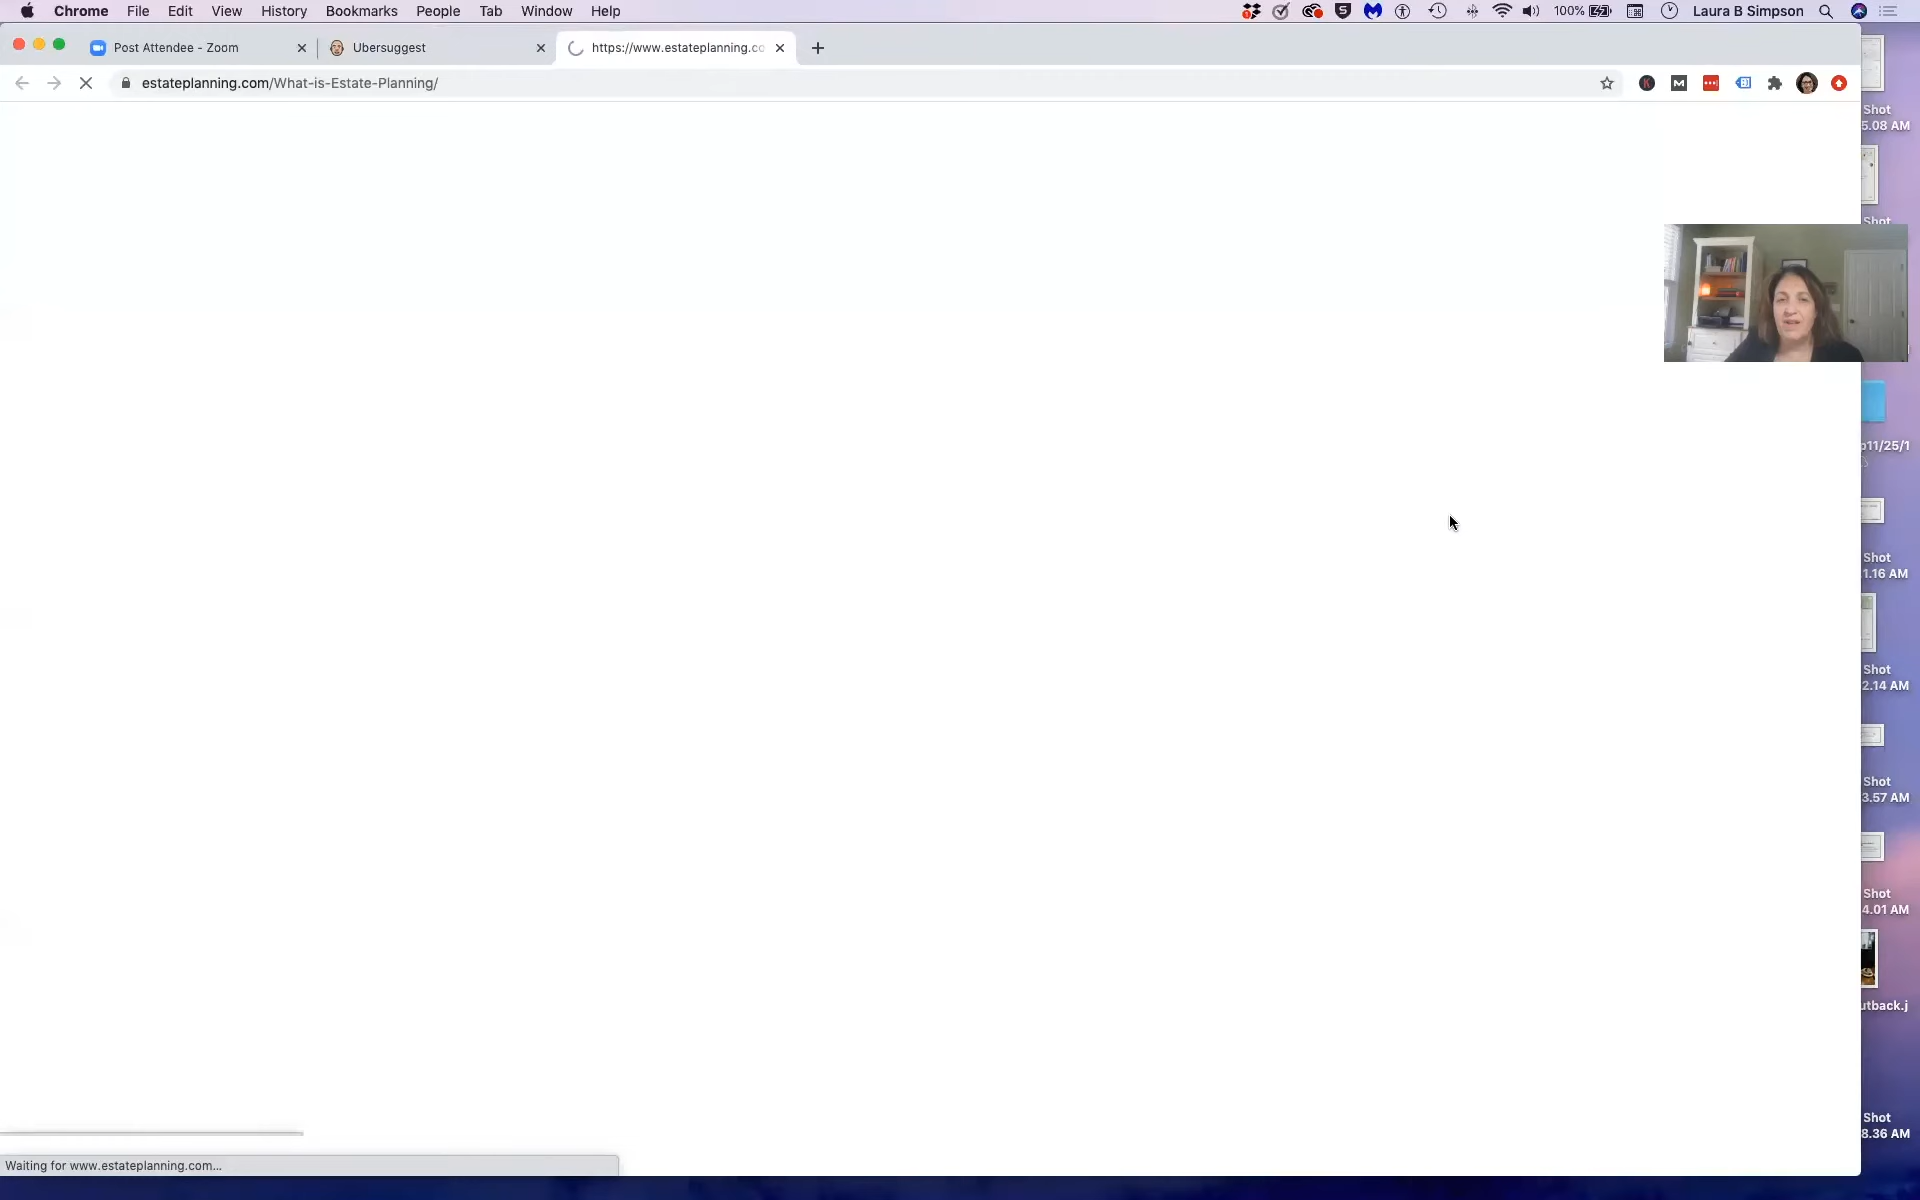 Chrome File Edit View History Bookmarks People Tab Window Help 100% Laura B Simpson
Post Attendee - Zoom Ubersuggest https://www.estateplanning.co
estateplanning.com/What-is-Estate-Planning/
Shot
5.08 AM
Shot
11/25/1
Shot
1.16 AM
Shot
2.14 AM
Shot
3.57 AM
Shot
4.01 AM
utback.j
Shot
8.36 AM
Waiting for www.estateplanning.com...